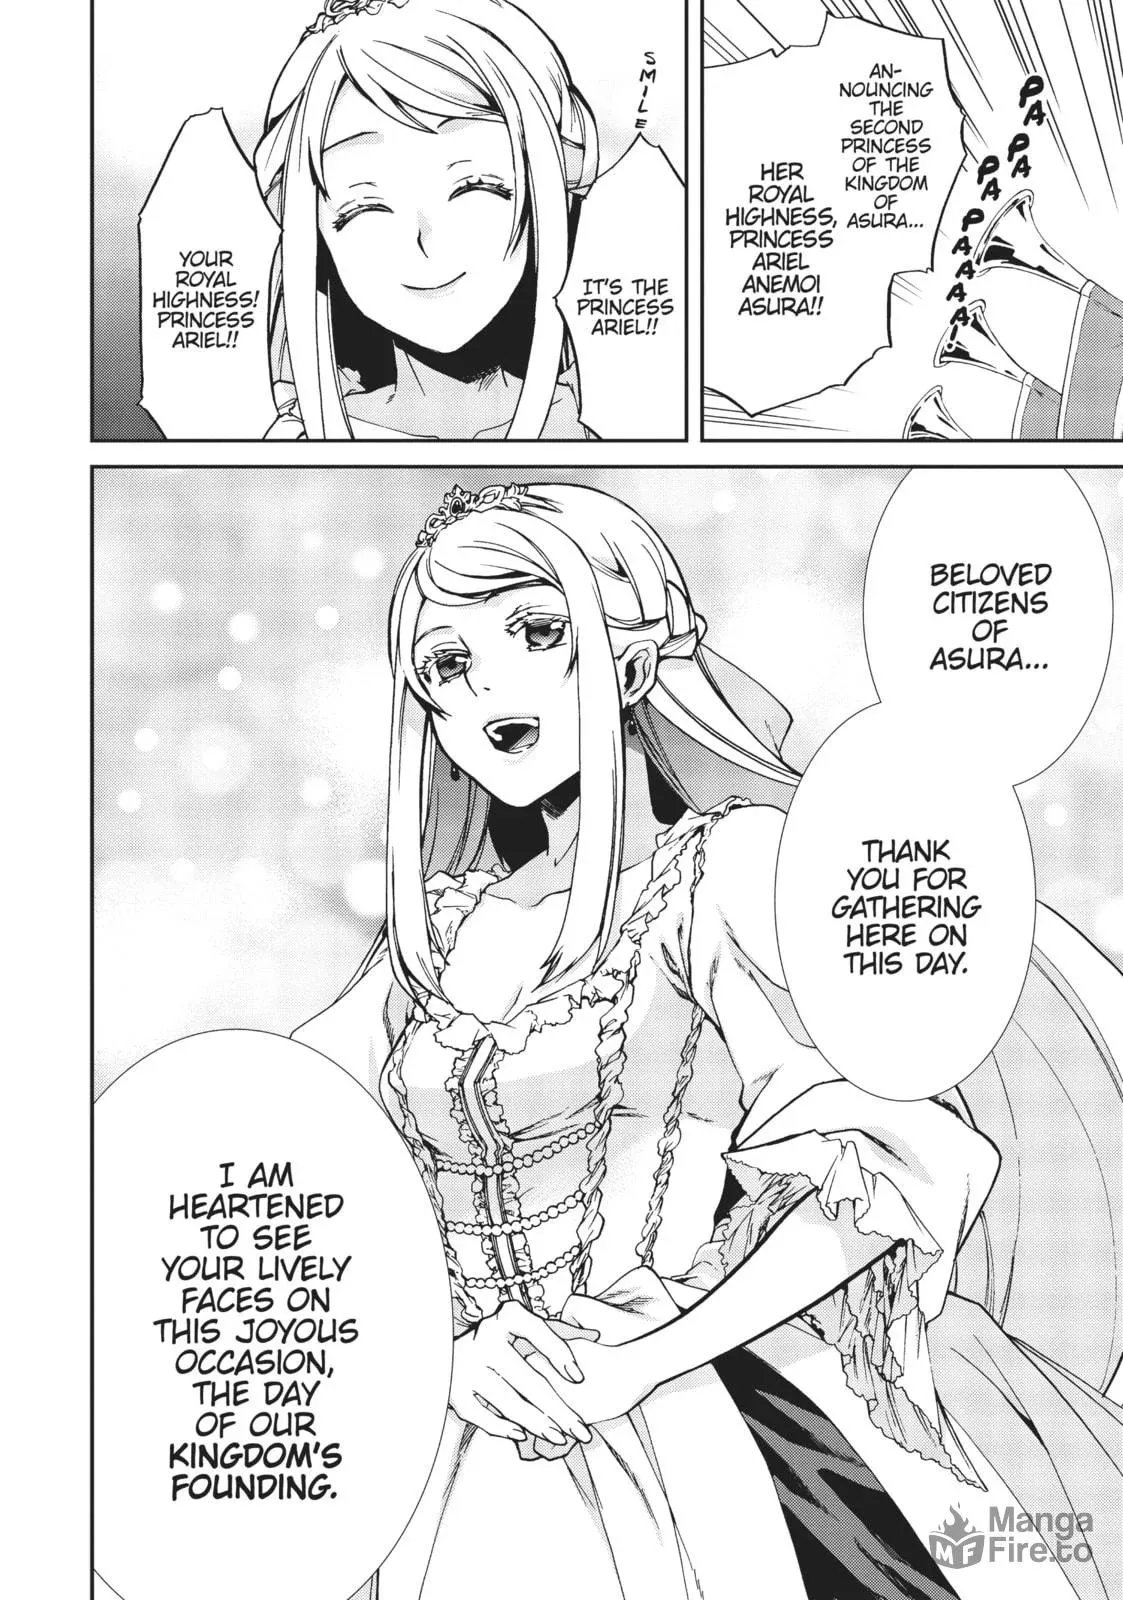 PA PA
PA PA
PAAAA!
AN-
NOUNCING
THE
SECOND
PRINCESS
OF THE
KINGDOM
OF
ASURA...
HER
ROYAL
HIGHNESS,
PRINCESS
ARIEL
ANEMOI
ASURA!!
SMILE
IT'S THE
PRINCESS
ARIEL!!
YOUR
ROYAL
HIGHNESS!
PRINCESS
ARIEL!!
BELOVED
CITIZENS
OF
ASURA...
THANK
YOU FOR
GATHERING
HERE ON
THIS DAY.
I AM
HEARTENED
TO SEE
YOUR LIVELY
FACES ON
THIS JOYOUS
OCCASION,
THE DAY
OF OUR
KINGDOM'S
FOUNDING.
MF
Manga
Fire.to